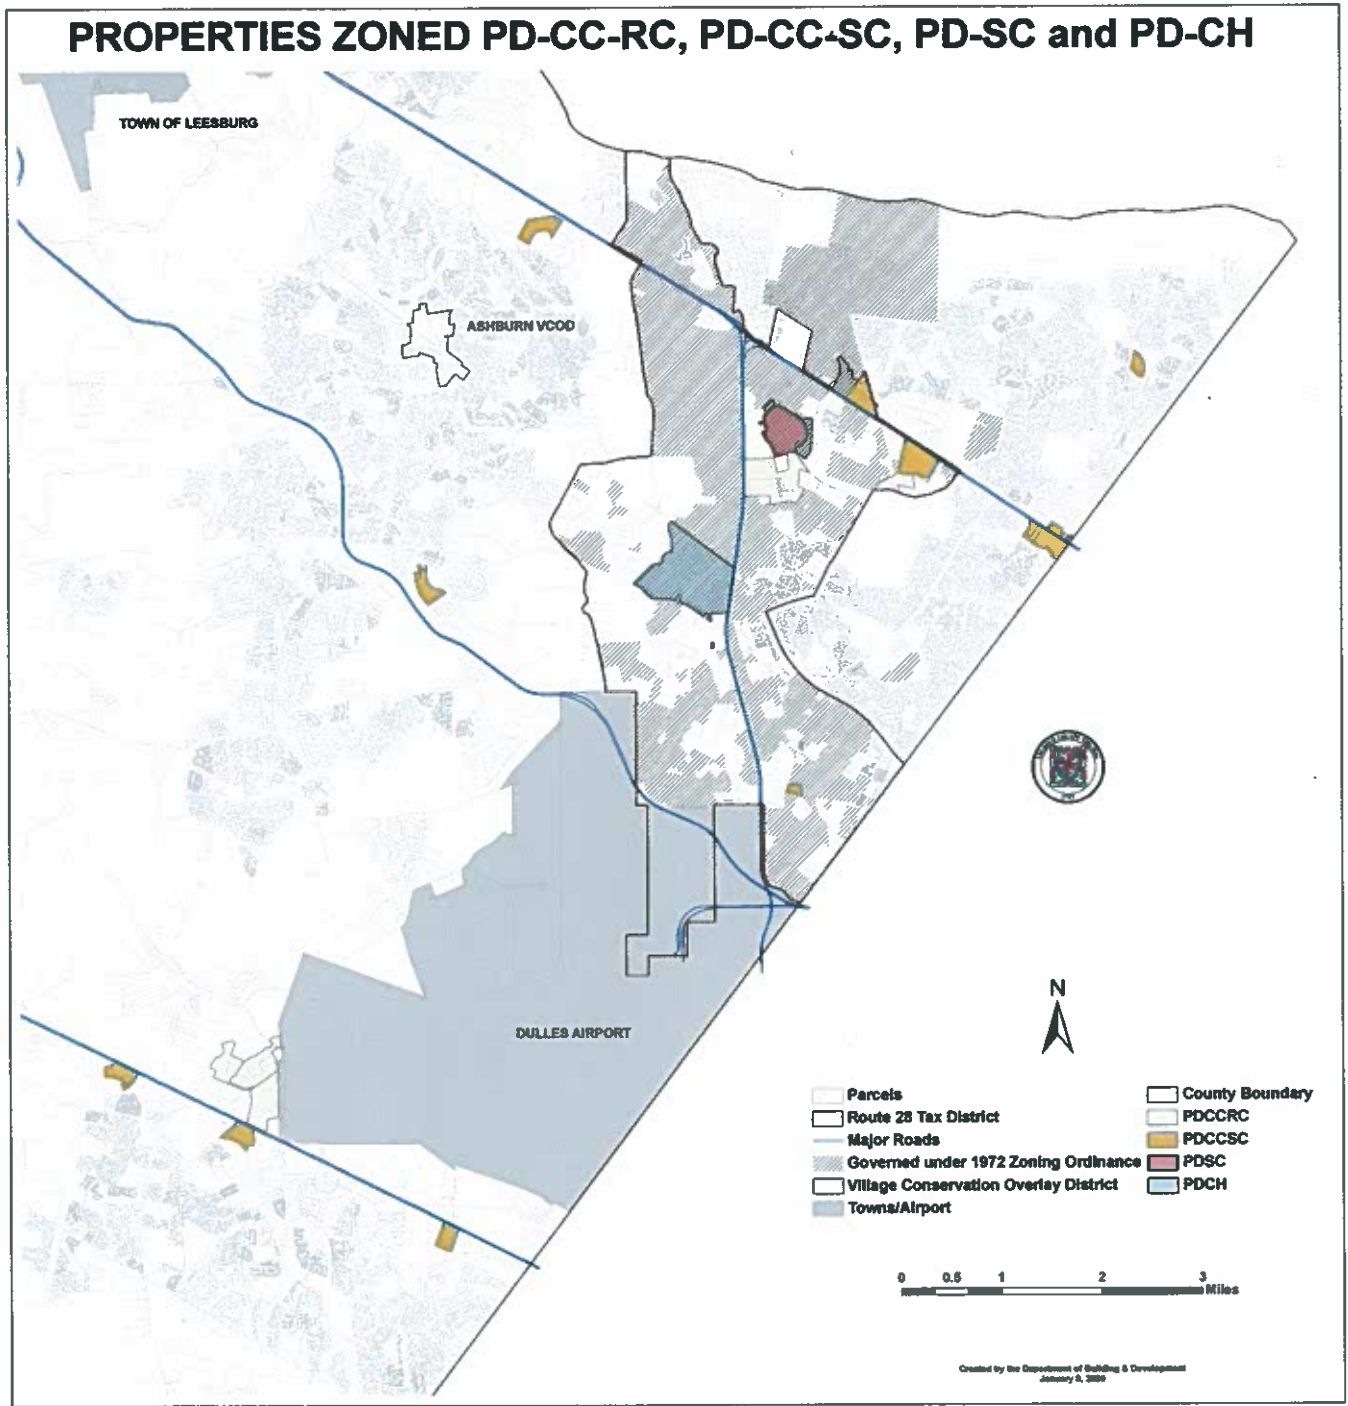 PROPERTIES ZONED PD-CC-RC, PD-CC-SC, PD-SC and PD-CH
TOWN OF LEESBURG
ASHBURN VCOD
DULLES AIRPORT
N
Parcels
Route 28 Tax District
Major Roads
Governed under 1972 Zoning Ordinance
Village Conservation Overlay District
Towns/Airport
County Boundary
PDCCRC
PDCCSC
PDSC
PDCH
0 0.5 1 2 3
Miles
Created by the Department of Building & Development
January